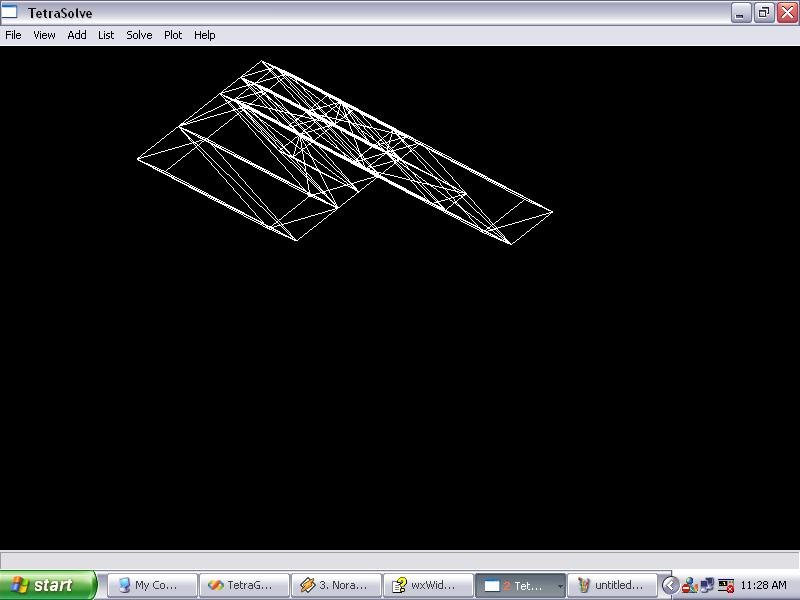 TetraSolve
File View Add List Solve Plot Help
start My Co... TetraG... 3. Nora... wxWid... 2 Tet... untitled... 11:28 AM